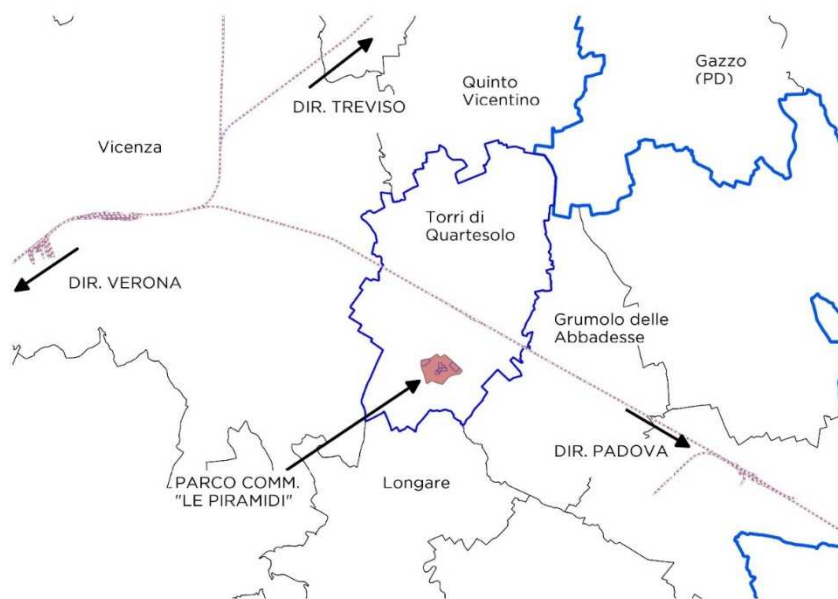 Gazzo
(PD)
Quinto
Vicentino
DIR. TREVISO
Vicenza
Torri di
Quartesolo
DIR. VERONA
Grumolo delle
Abbadesse
DIR. PADOVA
PARCO COMM.
"LE PIRAMIDI"
Longare